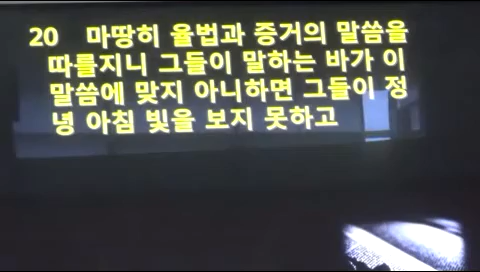 20 마땅히 율법과 증거의 말씀을
따를지니 그들이 말하는 바가 이
말씀에 맞지 아니하면 그들이 정
녕 아침 빛을 보지 못하고